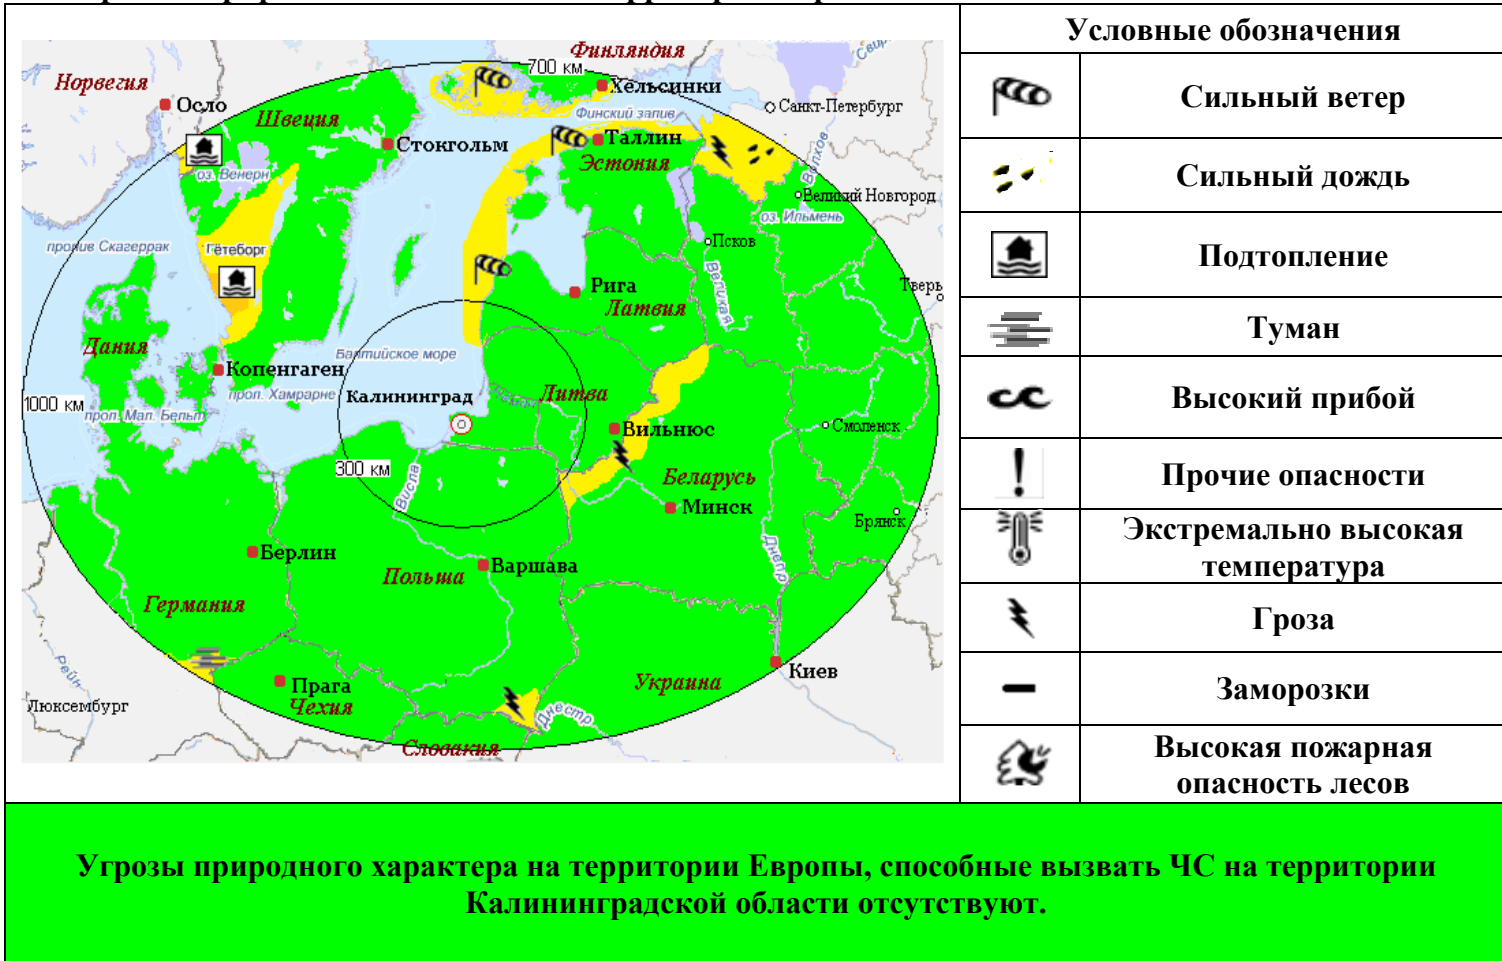 Условные обозначения
Сильный ветер
Сильный дождь
Подтопление
Туман
Высокий прибой
Прочие опасности
Экстремально высокая
температура
Гроза
Заморозки
Высокая пожарная
опасность лесов
Финляндия
700 км
Норвегия
Хельсинки
Осло
Санкт-Петербург
Швеция
Финский залив
Стокгольм
Таллин
Эстония
Волхов
оз. Венерн
Великий Новгород
оз. Ильмень
пролив Скагеррак
Гётеборг
Псков
Великая
Рига
Тверь
Латвия
Дания
Балтийское море
Копенгаген
прол. Хамрарне
Калининград
Литва
1000 км
прол. Мал. Бельт
Вильнюс
Смоленск
300 км
Висла
Беларусь
Минск
Брянск
Берлин
Днепр
Варшава
Польша
Германия
Рейн
Киев
Прага
Украина
Чехия
Люксембург
Днестр
Словакия
Угрозы природного характера на территории Европы, способные вызвать ЧС на территории
Калининградской области отсутствуют.